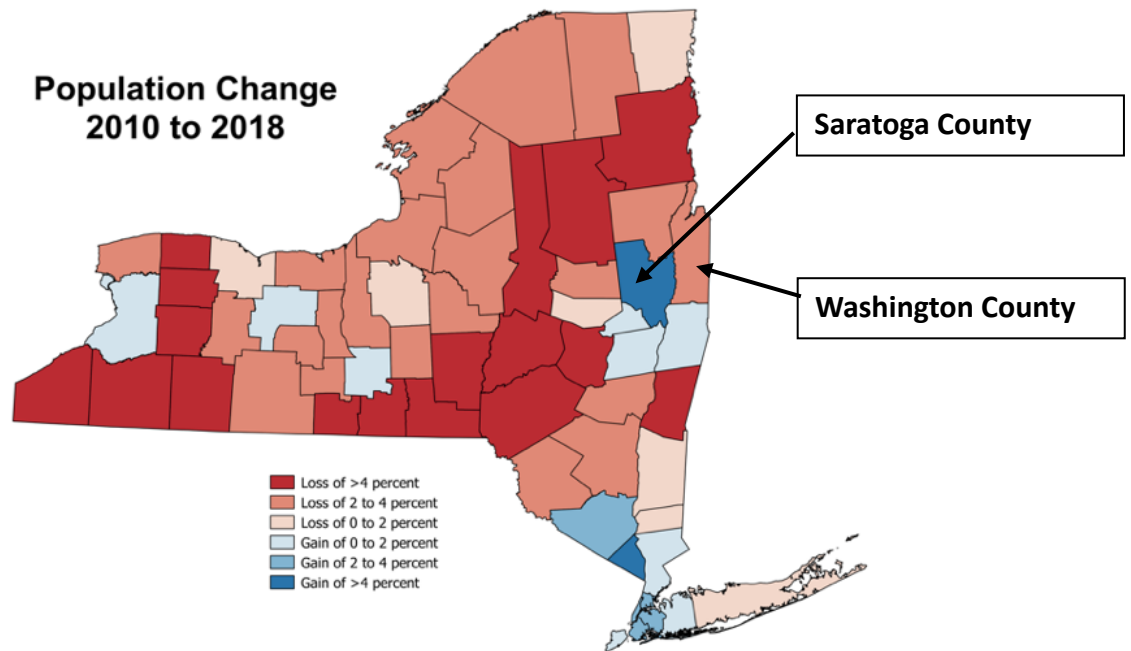 Population Change
2010 to 2018
Saratoga County
Washington County
Loss of >4 percent
Loss of 2 to 4 percent
Loss of 0 to 2 percent
Gain of 0 to 2 percent
Gain of 2 to 4 percent
Gain of >4 percent